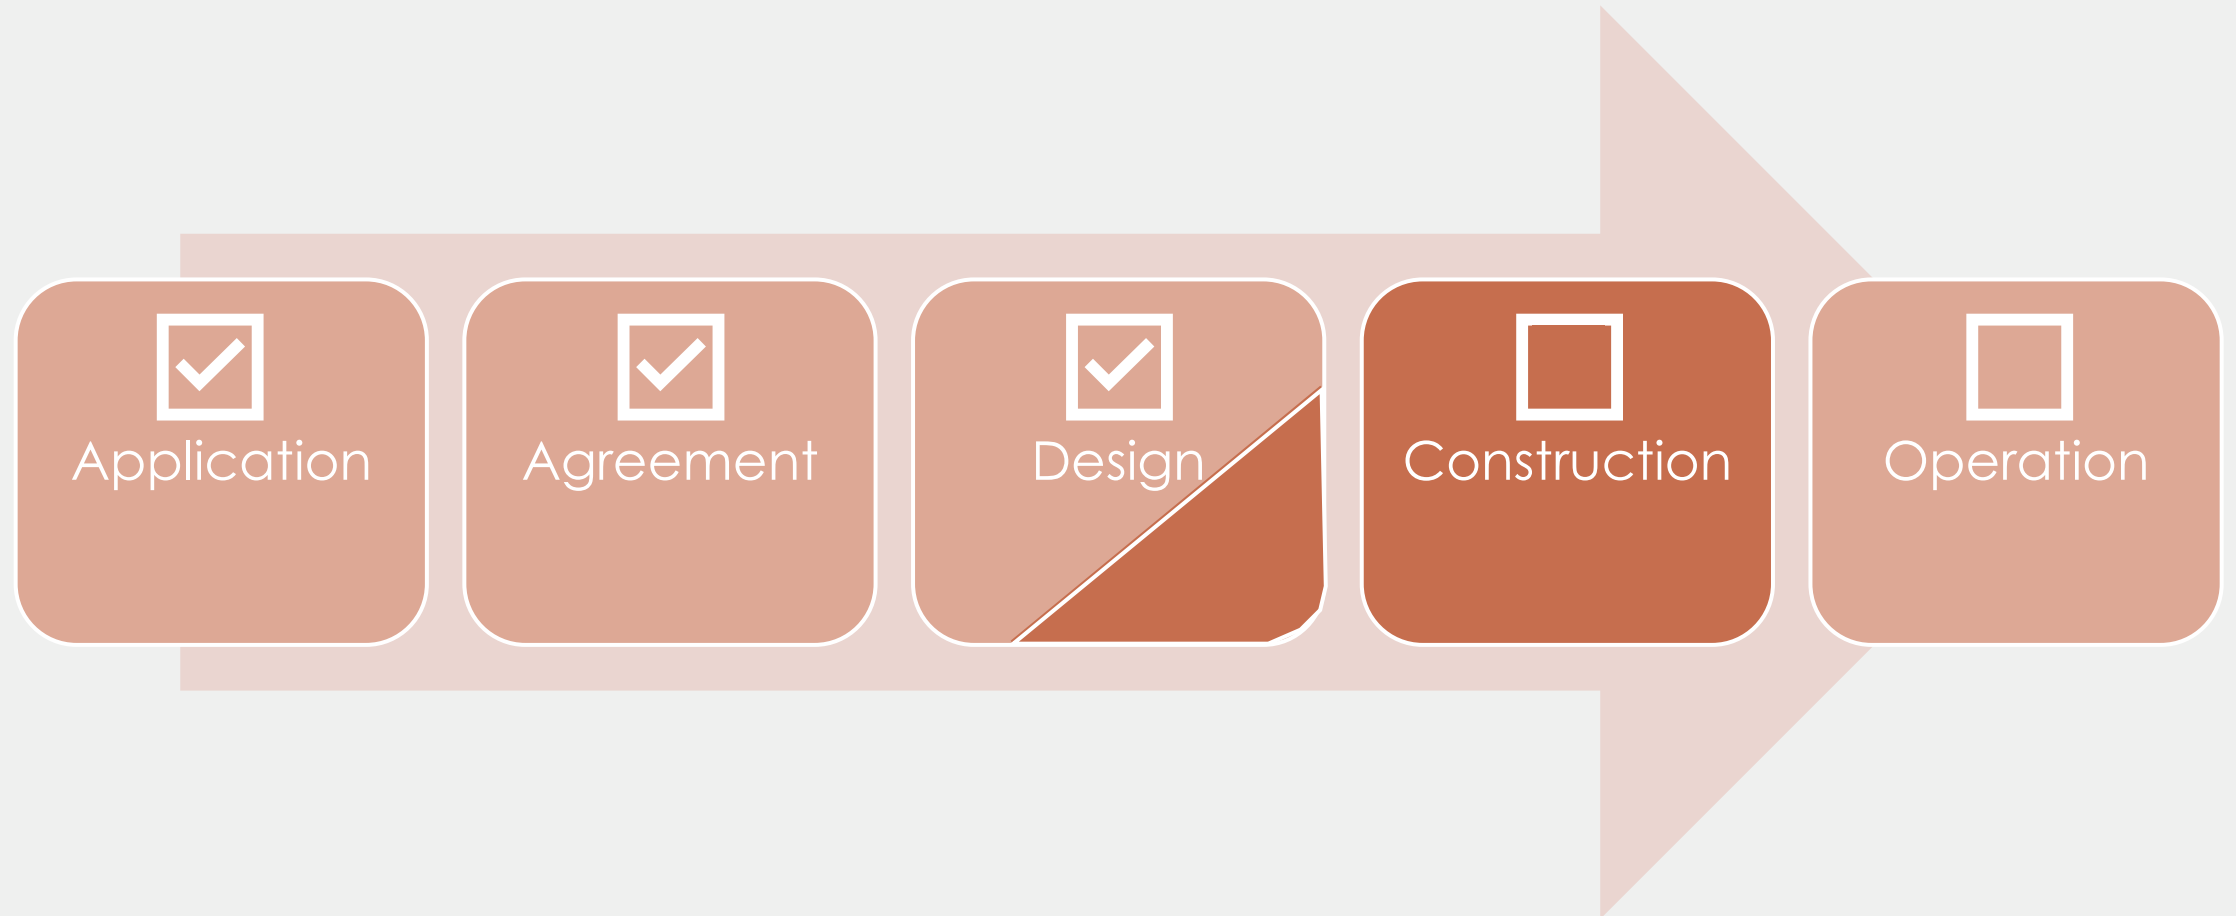 Application
Agreement
Design
Construction
Operation